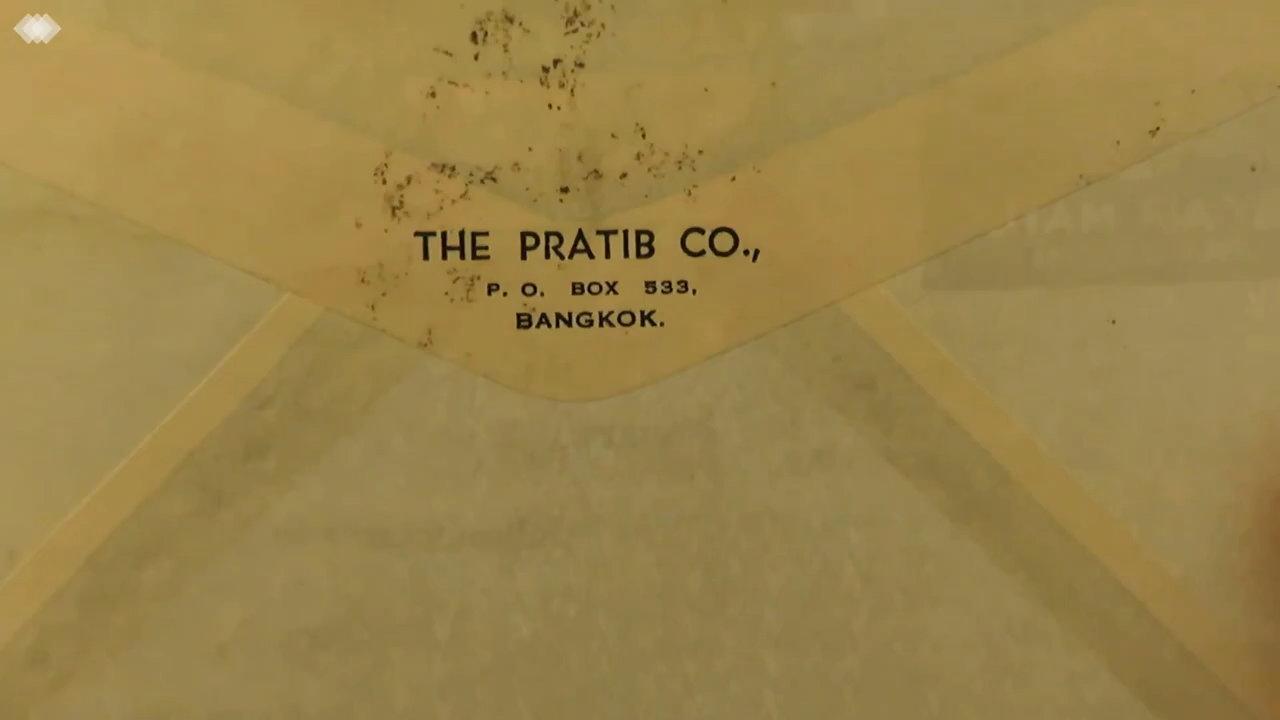 THE PRATIB CO.,
P. O. BOX 533,
BANGKOK.